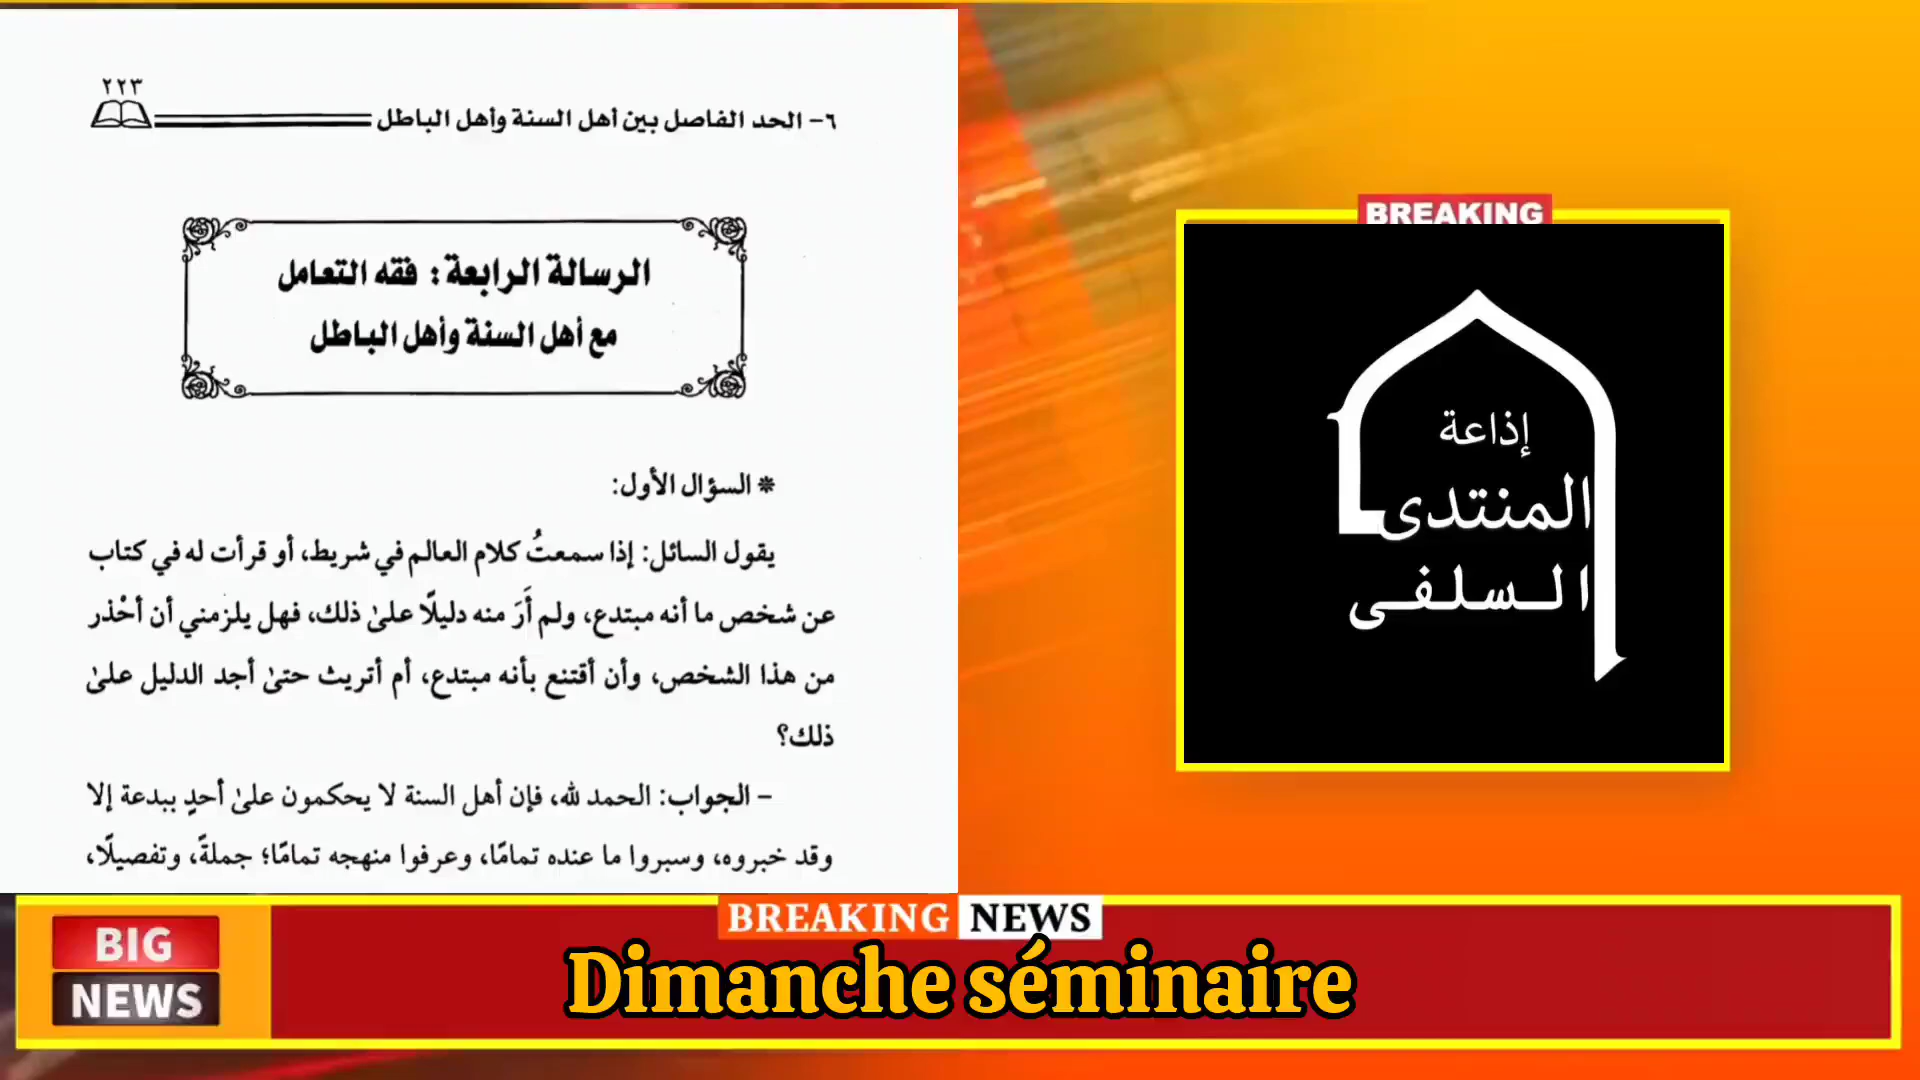 ٢٢٣
٦- الحد الفاصل بين أهل السنة وأهل الباطل
الرسالة الرابعة: فقه التعامل
مع أهل السنة وأهل الباطل
* السؤال الأول:
يقول السائل: إذا سمعتُ كلام العالم في شريط، أو قرأت له في كتاب
عن شخص ما أنه مبتدع، ولم أَرَ منه دليلًا علىٰ ذلك، فهل يلزمني أن أحْذر
من هذا الشخص، وأن أقتنع بأنه مبتدع، أم أتريث حتىٰ أجد الدليل علىٰ
ذلك؟
- الجواب: الحمد لله، فإن أهل السنة لا يحكمون علىٰ أحدٍ ببدعة إلا
وقد خبروه، وسبروا ما عنده تمامًا، وعرفوا منهجه تمامًا؛ جملةً، وتفصيلًا،
BREAKING
إذاعة
المنتدى
السلفى
BREAKING NEWS
BIG
NEWS
Dimanche séminaire